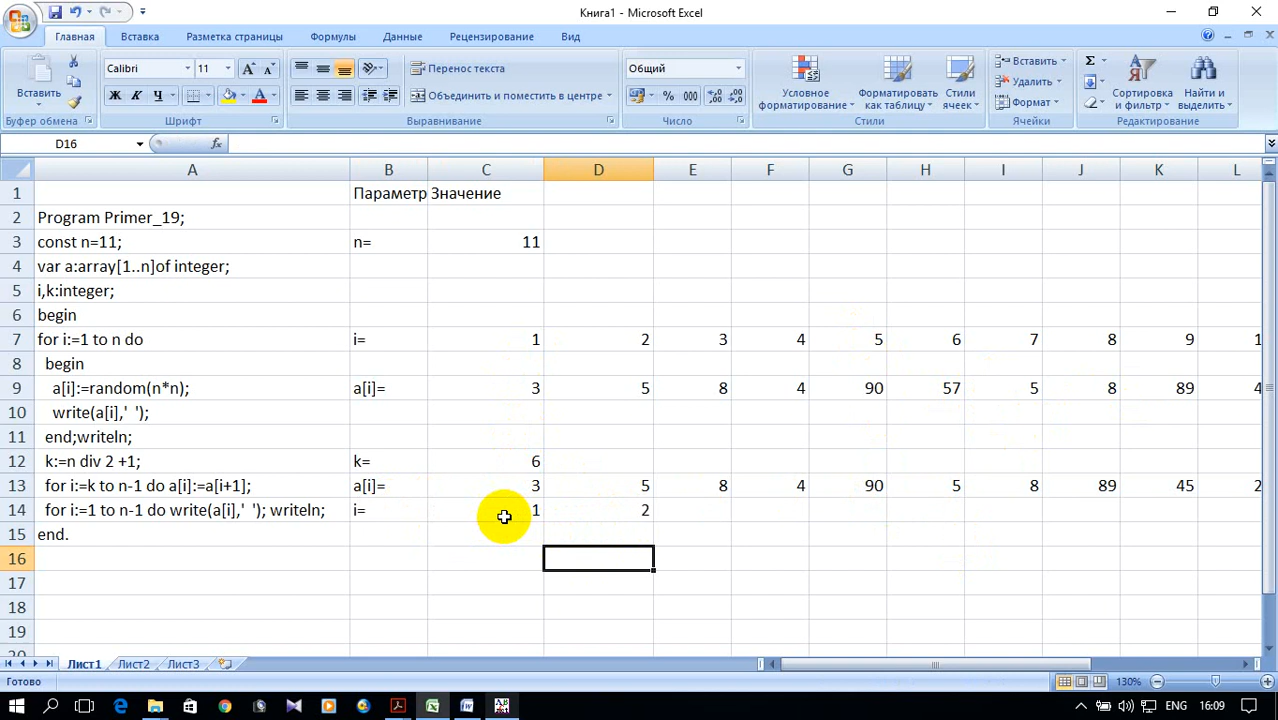 Книга1 - Microsoft Excel
Главная Вставка Разметка страницы Формулы Данные Рецензирование Вид
Вставить
Calibri 11
Ж К Ч
Перенос текста
Объединить и поместить в центре
Общий
% 000
Условное форматирование
Форматировать как таблицу
Стили ячеек
Вставить
Удалить
Формат
Σ
Сортировка и фильтр
Найти и выделить
Буфер обмена Шрифт Выравнивание Число Стили Ячейки Редактирование
D16 fx
A B C D E F G H I J K L
1 Параметр Значение
2 Program Primer_19;
3 const n=11; n= 11
4 var a:array[1..n]of integer;
5 i,k:integer;
6 begin
7 for i:=1 to n do i= 1 2 3 4 5 6 7 8 9 1
8 begin
9 a[i]:=random(n*n); a[i]= 3 5 8 4 90 57 5 8 89 4
10 write(a[i],' ');
11 end;writeln;
12 k:=n div 2 +1; k= 6
13 for i:=k to n-1 do a[i]:=a[i+1]; a[i]= 3 5 8 4 90 5 8 89 45 2
14 for i:=1 to n-1 do write(a[i],' '); writeln; i= 1 2
15 end.
16
17
18
19
20
Лист1 Лист2 Лист3
Готово 130%
ENG 16:09